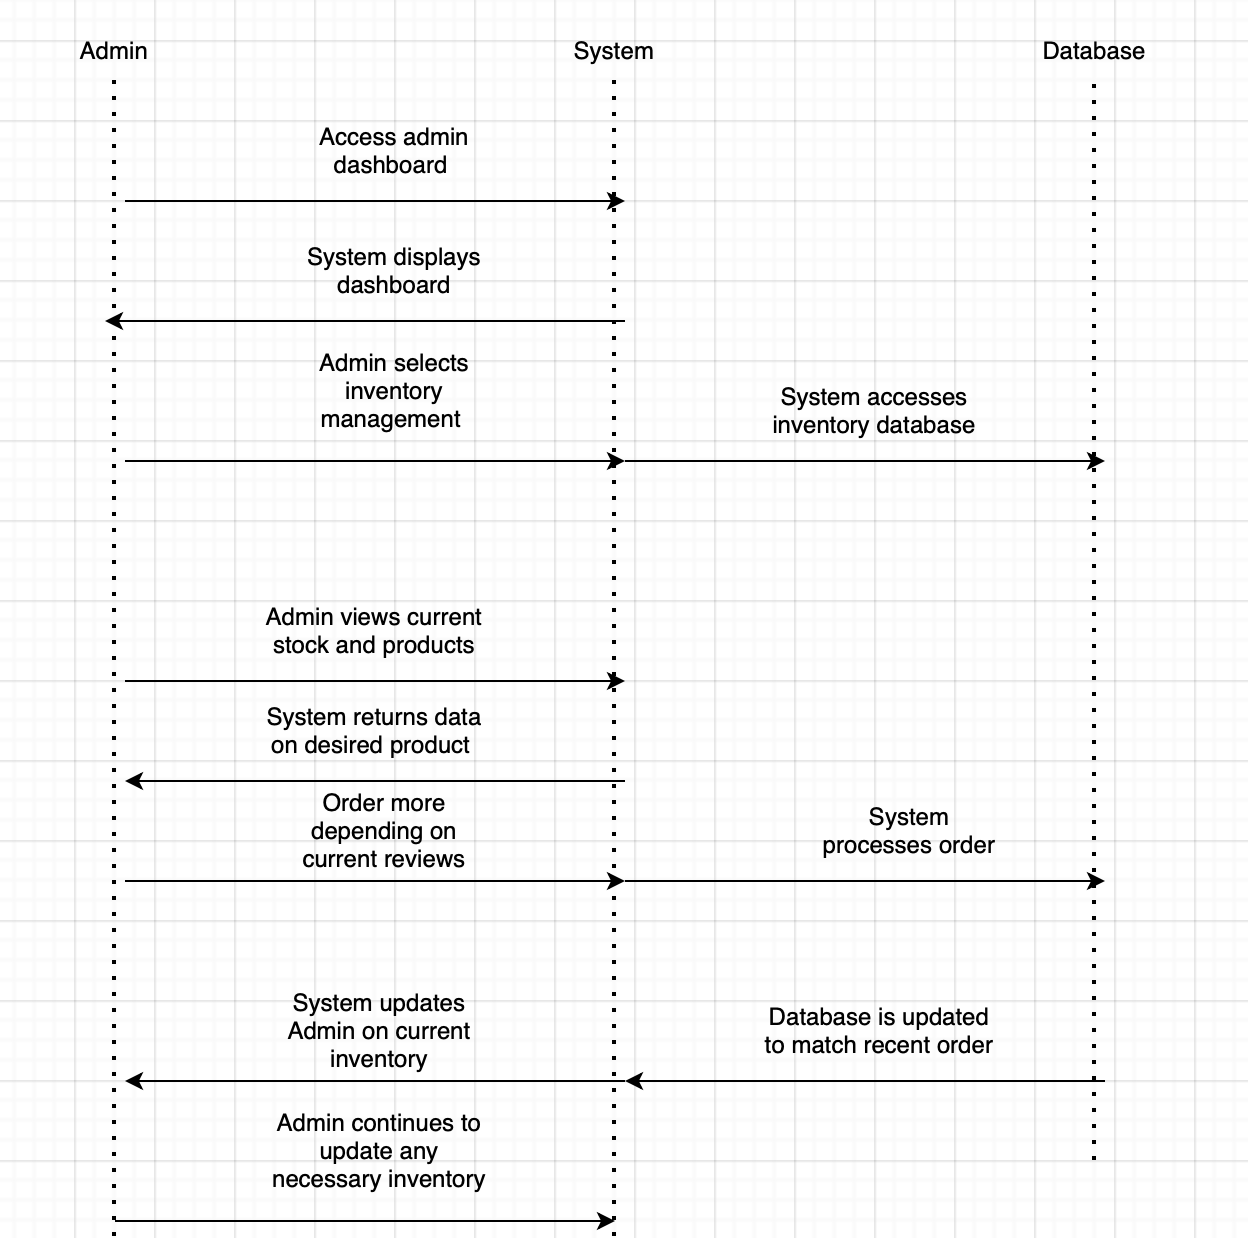 Admin
System
Database
Access admin
dashboard
System displays
dashboard
Admin selects
inventory
management
System accesses
inventory database
Admin views current
stock and products
System returns data
on desired product
Order more
depending on
current reviews
System
processes order
System updates
Admin on current
inventory
Database is updated
to match recent order
Admin continues to
update any
necessary inventory